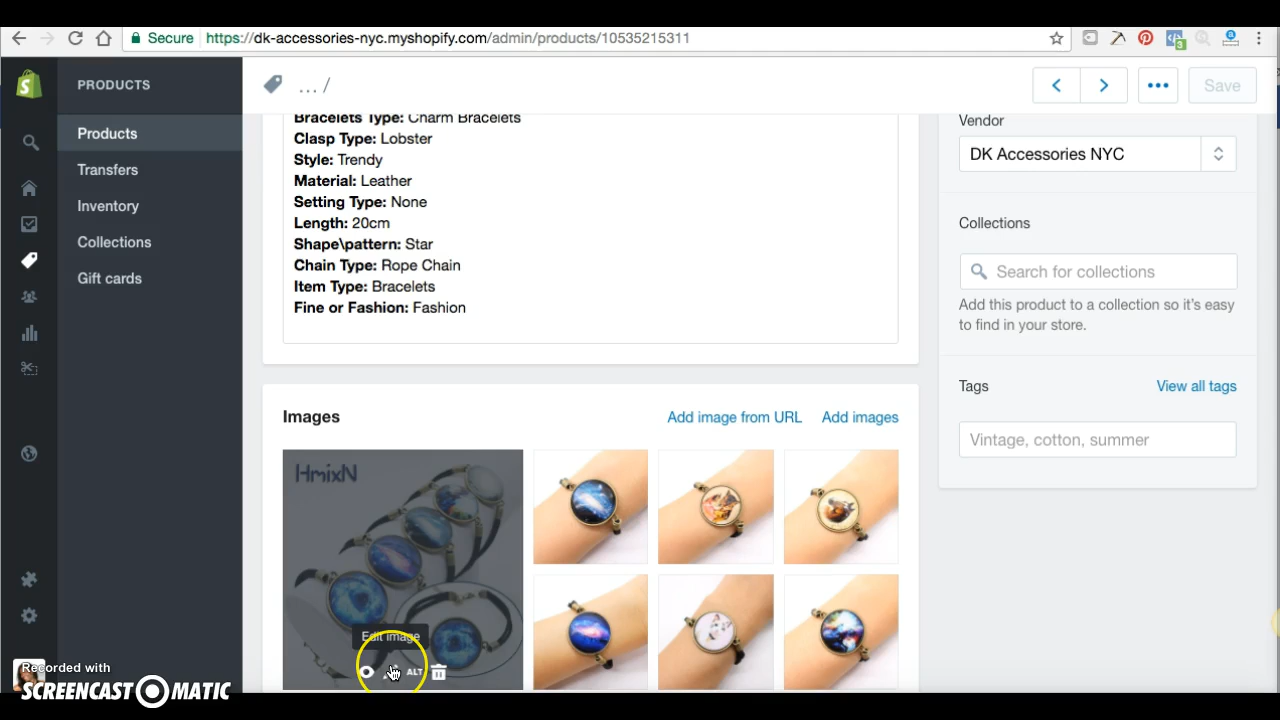 Secure https://dk-accessories-nyc.myshopify.com/admin/products/10535215311
3
PRODUCTS
... /
Save
Products
Transfers
Inventory
Collections
Gift cards
Bracelets Type: Charm Bracelets
Clasp Type: Lobster
Style: Trendy
Material: Leather
Setting Type: None
Length: 20cm
Shape\pattern: Star
Chain Type: Rope Chain
Item Type: Bracelets
Fine or Fashion: Fashion
Vendor
DK Accessories NYC
Collections
Search for collections
Add this product to a collection so it's easy
to find in your store.
Tags
View all tags
Vintage, cotton, summer
Images
Add image from URL
Add images
HmixN
Edit image
ALT
Recorded with
SCREENCAST MATIC